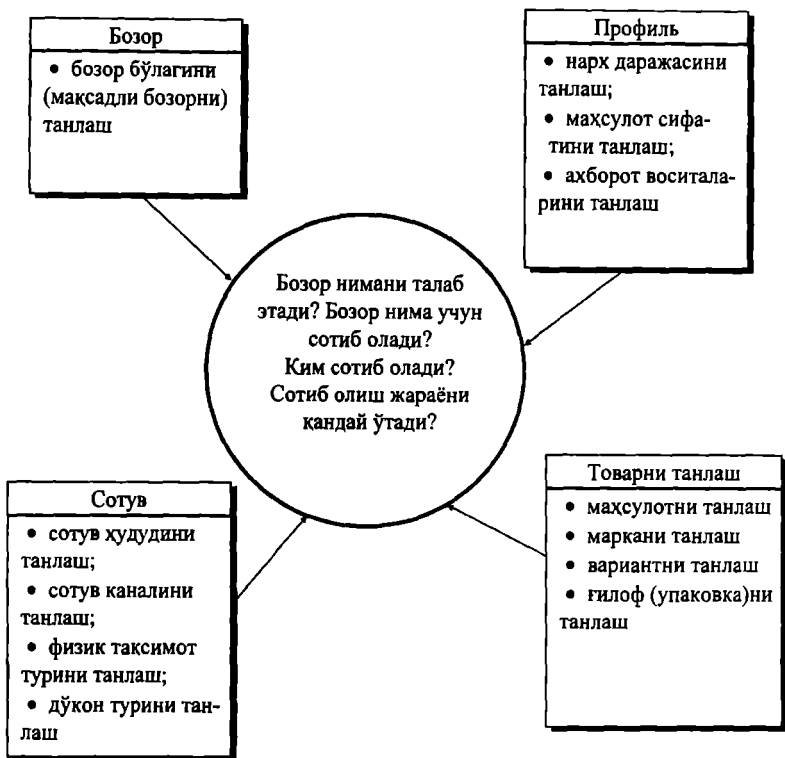 Бозор
• бозор бўлагини
(мақсадли бозорни)
танлаш
Профиль
• нарх даражасини
танлаш;
• маҳсулот сифа-
тини танлаш;
• ахборот воситала-
рини танлаш
Бозор нимани талаб
этади? Бозор нима учун
сотиб олади?
Ким сотиб олади?
Сотиб олиш жараёни
қандай ўтади?
Сотув
• сотув ҳудудини
танлаш;
• сотув каналини
танлаш;
• физик таксимот
турини танлаш;
• дўкон турини тан-
лаш
Товарни танлаш
• маҳсулотни танлаш
• маркани танлаш
• вариантни танлаш
• ғилоф (упаковка)ни
танлаш